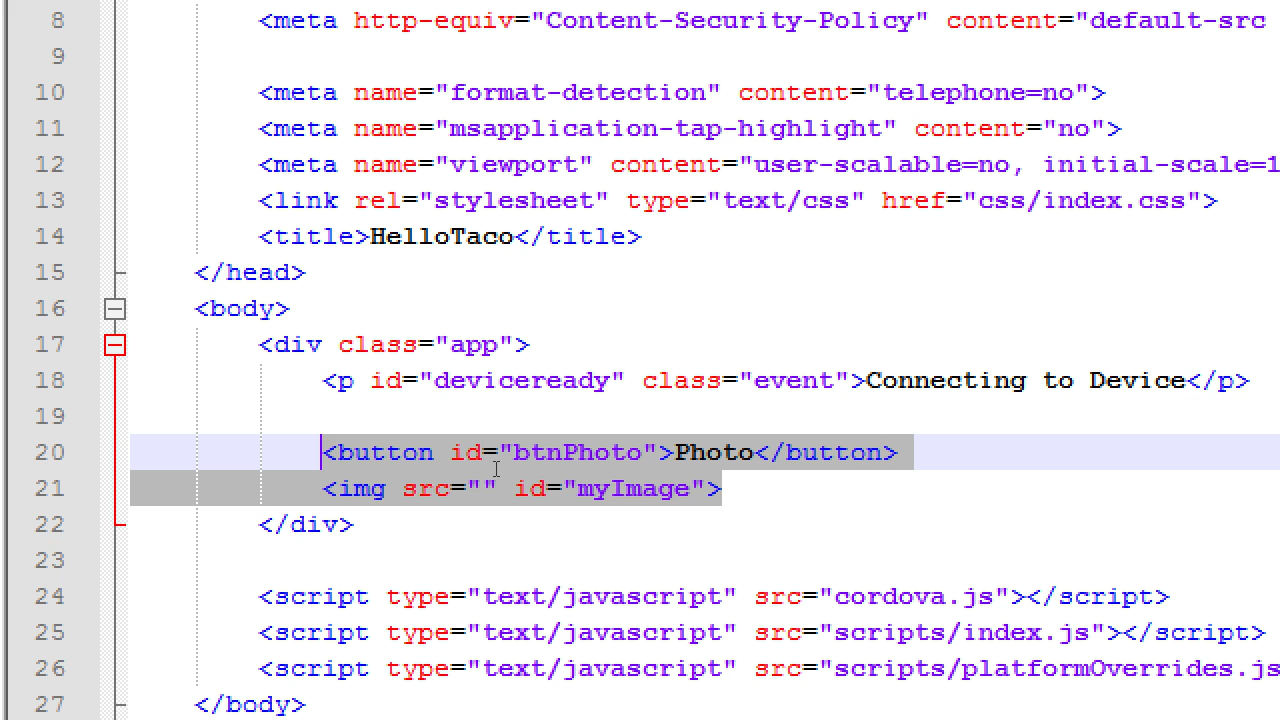 8 <meta http-equiv="Content-Security-Policy" content="default-src
9
10 <meta name="format-detection" content="telephone=no">
11 <meta name="msapplication-tap-highlight" content="no">
12 <meta name="viewport" content="user-scalable=no, initial-scale=1
13 <link rel="stylesheet" type="text/css" href="css/index.css">
14 <title>HelloTaco</title>
15 </head>
16 <body>
17 <div class="app">
18 <p id="deviceready" class="event">Connecting to Device</p>
19
20 <button id="btnPhoto">Photo</button>
21 <img src="" id="myImage">
22 </div>
23
24 <script type="text/javascript" src="cordova.js"></script>
25 <script type="text/javascript" src="scripts/index.js"></script>
26 <script type="text/javascript" src="scripts/platformOverrides.js
27 </body>